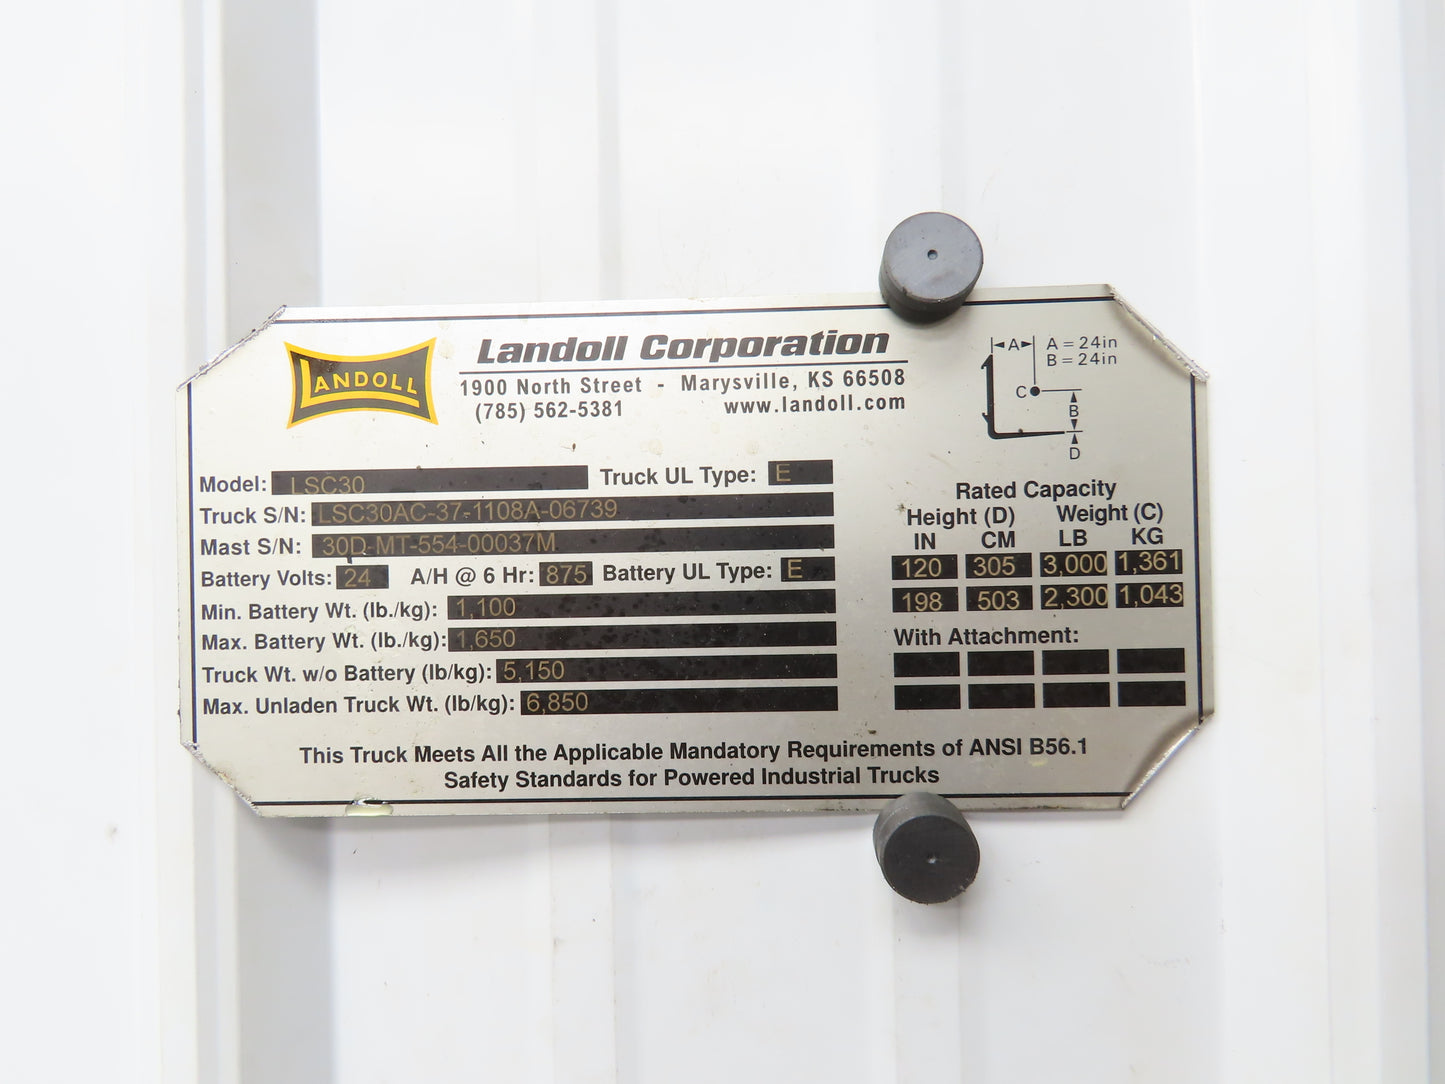 LANDOLL
Landoll Corporation
1900 North Street - Marysville, KS 66508
(785) 562-5381 www.landoll.com
A A = 24in
B = 24in
C
B
D
Model: LSC30 Truck UL Type: E
Truck S/N: LSC30AC-37-1108A-06739
Mast S/N: 30D-MT-554-00037M
Battery Volts: 24 A/H @ 6 Hr: 875 Battery UL Type: E
Min. Battery Wt. (lb./kg): 1,100
Max. Battery Wt. (lb./kg): 1,650
Truck Wt. w/o Battery (lb/kg): 5,150
Max. Unladen Truck Wt. (lb/kg): 6,850
Rated Capacity
Height (D) Weight (C)
IN CM LB KG
120 305 3,000 1,361
198 503 2,300 1,043
With Attachment:
This Truck Meets All the Applicable Mandatory Requirements of ANSI B56.1
Safety Standards for Powered Industrial Trucks